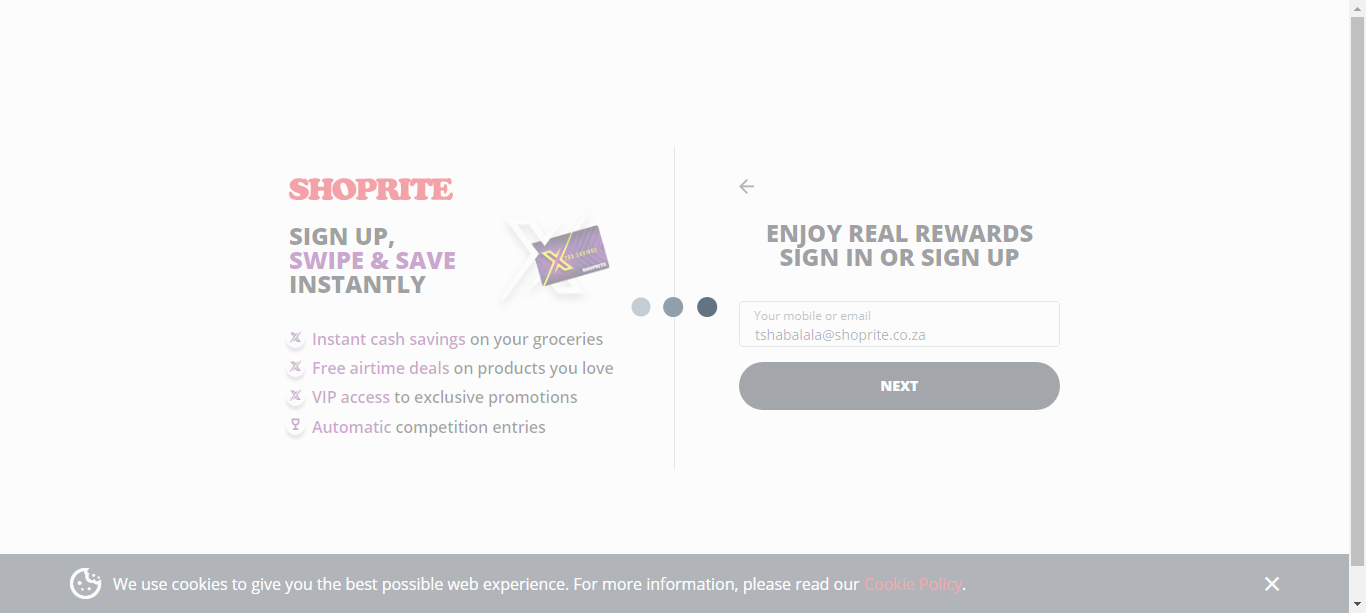 SHOPRITE
SIGN UP,
SWIPE & SAVE
INSTANTLY
Instant cash savings on your groceries
Free airtime deals on products you love
VIP access to exclusive promotions
Automatic competition entries
XTRA SAVINGS
SHOPRITE
ENJOY REAL REWARDS
SIGN IN OR SIGN UP
Your mobile or email
tshabalala@shoprite.co.za
NEXT
We use cookies to give you the best possible web experience. For more information, please read our Cookie Policy.